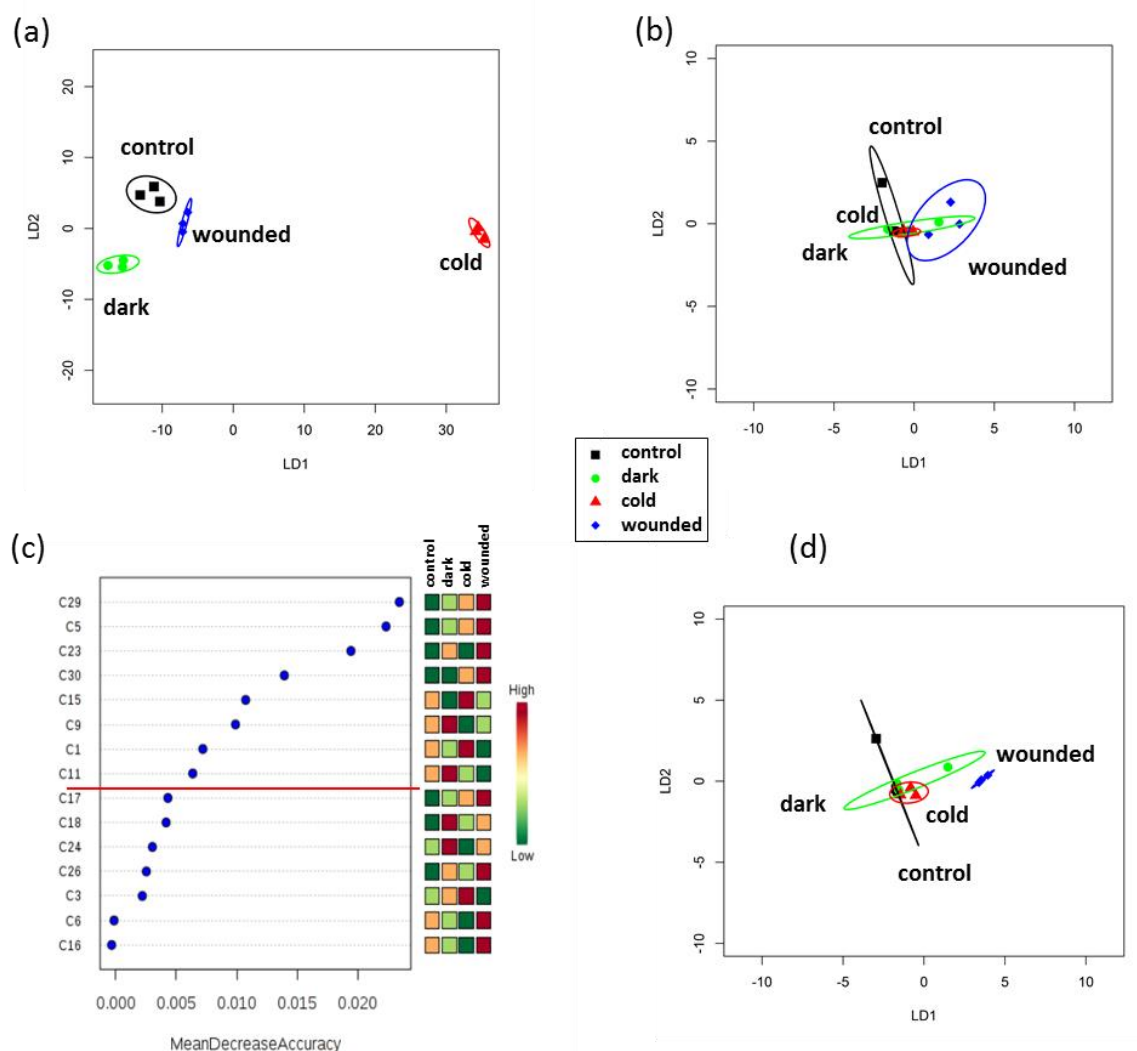 (a)
20
10
0
-10
-20
LD2
control
wounded
dark
cold
-10 0 10 20 30
LD1
(b)
10
5
0
-5
-10
LD2
control
cold
dark
wounded
-10 -5 0 5 10
LD1
control
dark
cold
wounded
(c)
control
dark
cold
wounded
C29
C5
C23
C30
C15
C9
C1
C11
C17
C18
C24
C26
C3
C6
C16
High
Low
0.000 0.005 0.010 0.015 0.020
MeanDecreaseAccuracy
(d)
10
5
0
-5
-10
LD2
wounded
dark
cold
control
-10 -5 0 5 10
LD1